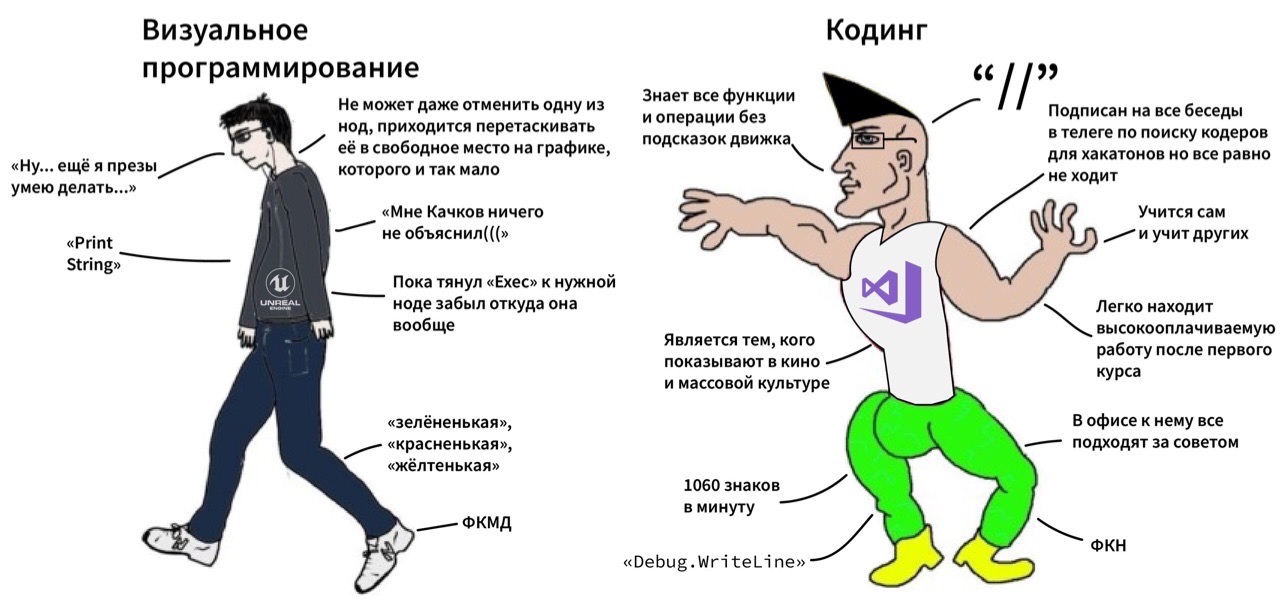 Визуальное
программирование
Не может даже отменить одну из
нод, приходится перетаскивать
её в свободное место на графике,
которого и так мало
«Ну... ещё я презы
умею делать...»
«Мне Качков ничего
не объяснил(((»
«Print
String»
Пока тянул «Exec» к нужной
ноде забыл откуда она
вообще
UNREAL
ENGINE
«зелёненькая»,
«красненькая»,
«жёлтенькая»
ФКМД
Кодинг
“//”
Знает все функции
и операции без
подсказок движка
Подписан на все беседы
в телеге по поиску кодеров
для хакатонов но все равно
не ходит
Учится сам
и учит других
Легко находит
высокооплачиваемую
работу после первого
курса
Является тем, кого
показывают в кино
и массовой культуре
В офисе к нему все
подходят за советом
1060 знаков
в минуту
ФКН
«Debug.WriteLine»